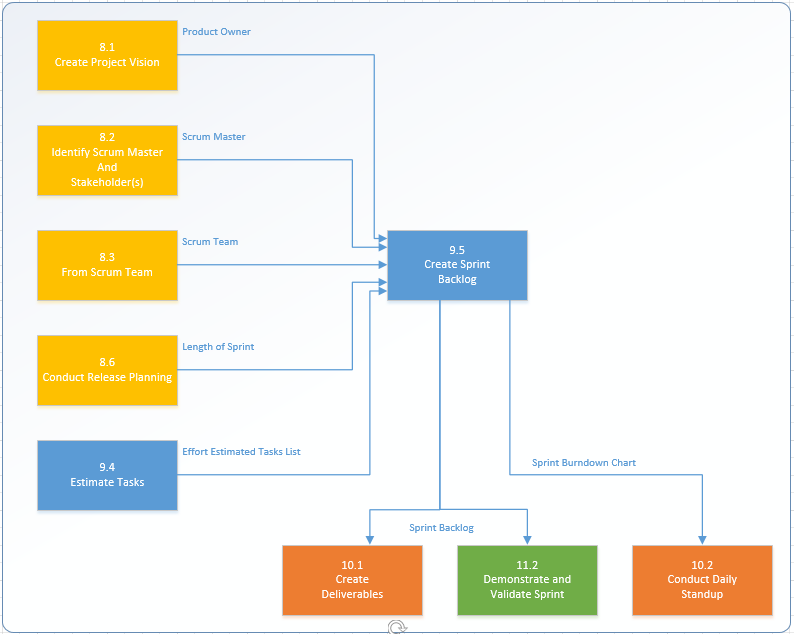 Product Owner
8.1
Create Project Vision
Scrum Master
8.2
Identify Scrum Master
And
Stakeholder(s)
Scrum Team
8.3
From Scrum Team
9.5
Create Sprint
Backlog
Length of Sprint
8.6
Conduct Release Planning
Effort Estimated Tasks List
9.4
Estimate Tasks
Sprint Burndown Chart
Sprint Backlog
10.1
Create
Deliverables
11.2
Demonstrate and
Validate Sprint
10.2
Conduct Daily
Standup